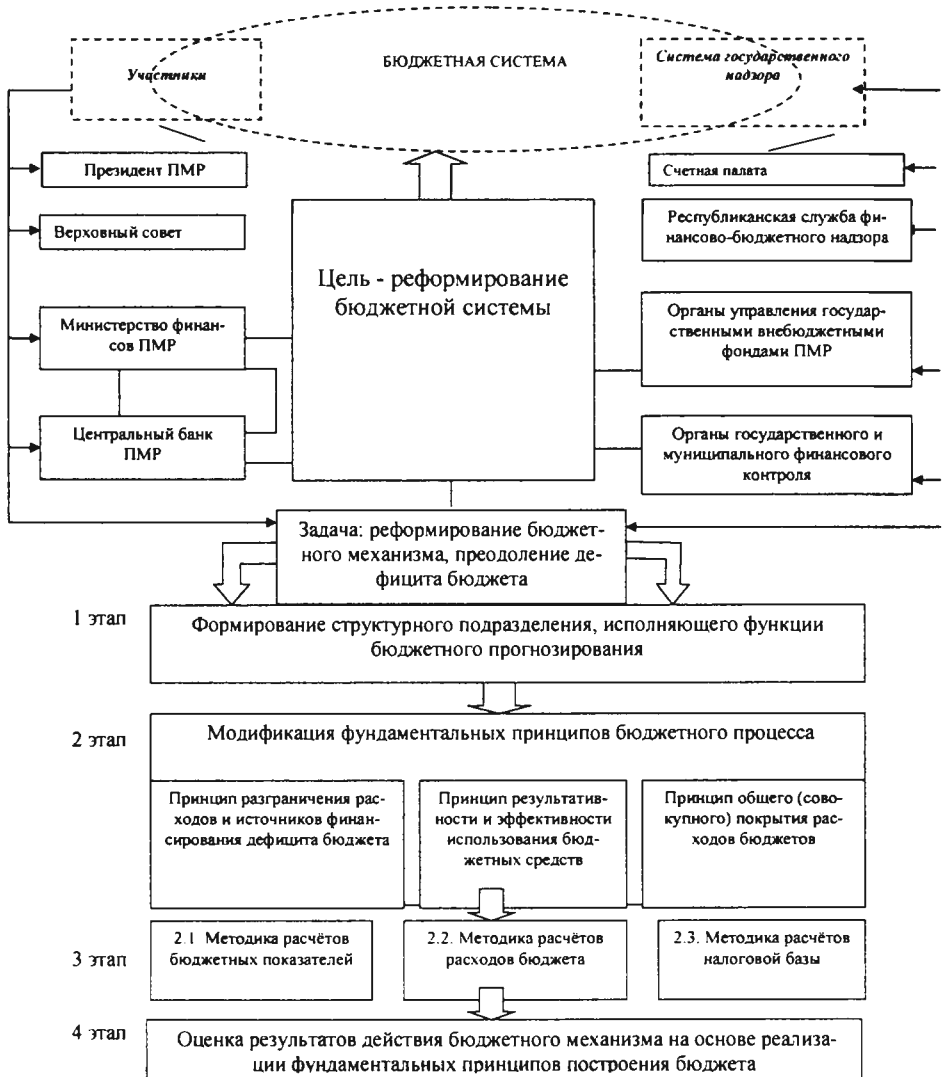 БЮДЖЕТНАЯ СИСТЕМА
Участники
Система государственного
надзора
Президент ПМР
Верховный совет
Министерство финан-
сов ПМР
Центральный банк
ПМР
Цель - реформирование
бюджетной системы
Счетная палата
Республиканская служба фи-
нансово-бюджетного надзора
Органы управления государ-
ственными внебюджетными
фондами ПМР
Органы государственного и
муниципального финансового
контроля
Задача: реформирование бюджет-
ного механизма, преодоление де-
фицита бюджета
1 этап
Формирование структурного подразделения, исполняющего функции
бюджетного прогнозирования
2 этап
Модификация фундаментальных принципов бюджетного процесса
Принцип разграничения рас-
ходов и источников финан-
сирования дефицита бюджета
Принцип результатив-
ности и эффективности
использования бюд-
жетных средств
Принцип общего (сово-
купного) покрытия рас-
ходов бюджетов
3 этап
2.1 Методика расчётов
бюджетных показателей
2.2. Методика расчётов
расходов бюджета
2.3. Методика расчётов
налоговой базы
4 этап
Оценка результатов действия бюджетного механизма на основе реализа-
ции фундаментальных принципов построения бюджета